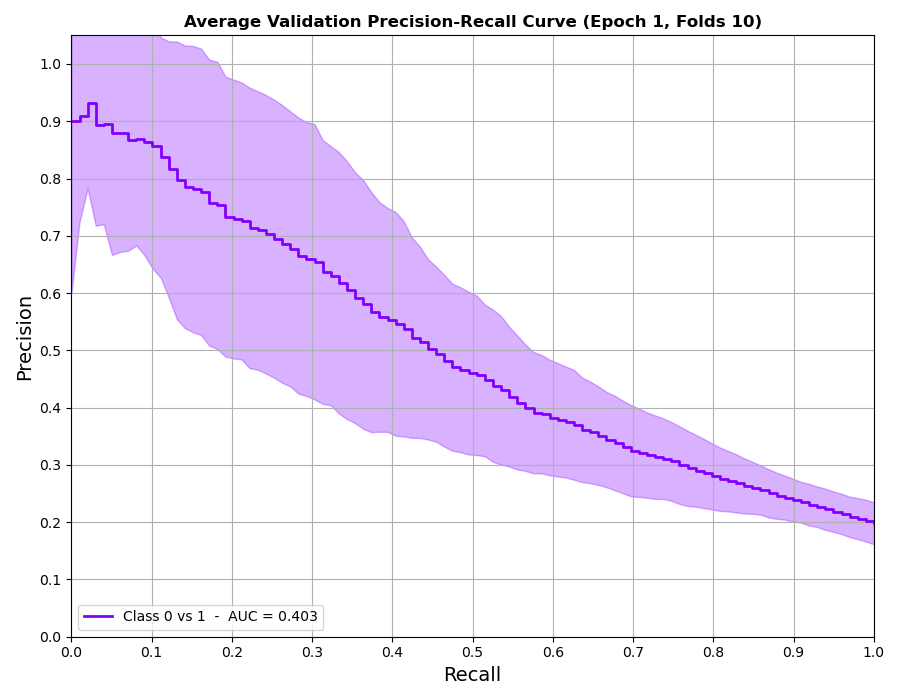 Average Validation Precision-Recall Curve (Epoch 1, Folds 10)
1.0
0.9
0.8
0.7
0.6
0.5
0.4
0.3
0.2
0.1
0.0
Precision
Class 0 vs 1 - AUC = 0.403
0.0 0.1 0.2 0.3 0.4 0.5 0.6 0.7 0.8 0.9 1.0
Recall